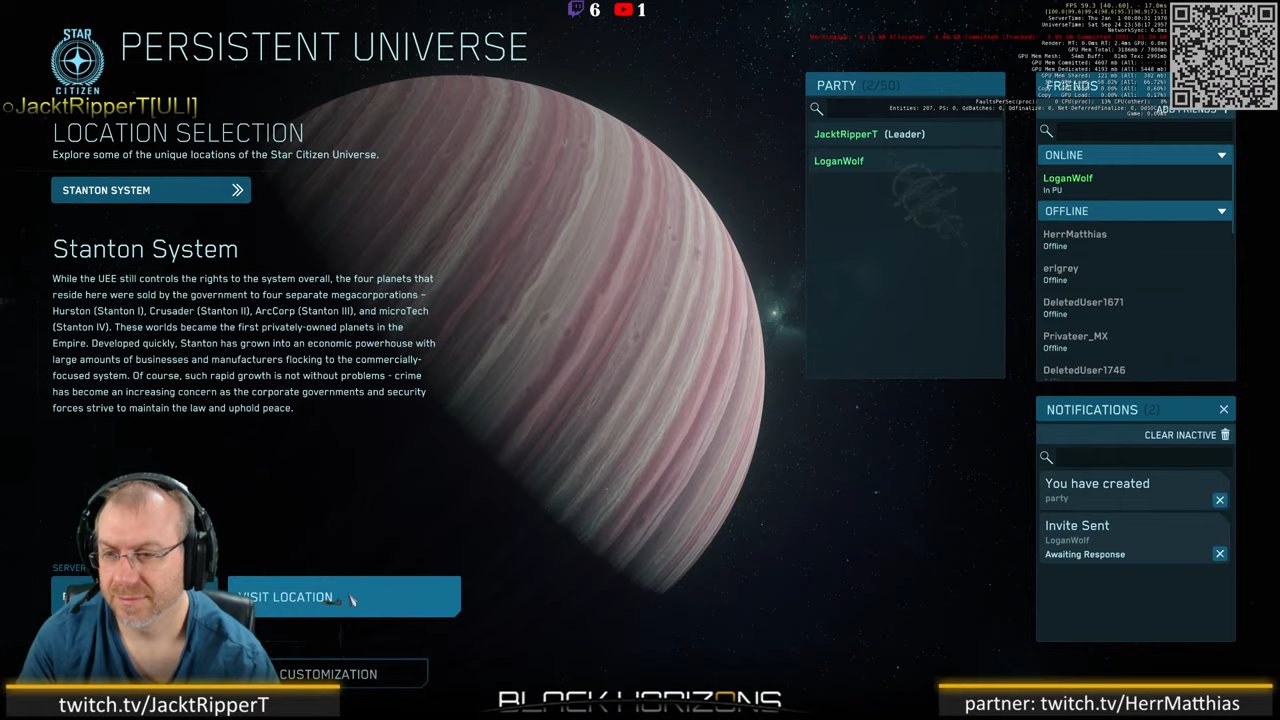 6
1
STAR
CITIZEN
PERSISTENT UNIVERSE
JacktRipperT[ULI]
LOCATION SELECTION
Explore some of the unique locations of the Star Citizen Universe.
STANTON SYSTEM
Stanton System
While the UEE still controls the rights to the system overall, the four planets that
reside here were sold by the government to four separate megacorporations –
Hurston (Stanton I), Crusader (Stanton II), ArcCorp (Stanton III), and microTech
(Stanton IV). These worlds became the first privately-owned planets in the
Empire. Developed quickly, Stanton has grown into an economic powerhouse with
large amounts of businesses and manufacturers flocking to the commercially-
focused system. Of course, such rapid growth is not without problems - crime
has become an increasing concern as the corporate governments and security
forces strive to maintain the law and uphold peace.
SERVER
VISIT LOCATION
CUSTOMIZATION
PARTY (2/50)
JacktRipperT (Leader)
LoganWolf
FRIENDS
ONLINE
LoganWolf
In PU
OFFLINE
HerrMatthias
Offline
erlgrey
Offline
DeletedUser1671
Offline
Privateer_MX
Offline
DeletedUser1746
NOTIFICATIONS (2)
CLEAR INACTIVE
You have created
party
Invite Sent
LoganWolf
Awaiting Response
twitch.tv/JacktRipperT
BLACK HORIZONS
partner: twitch.tv/HerrMatthias